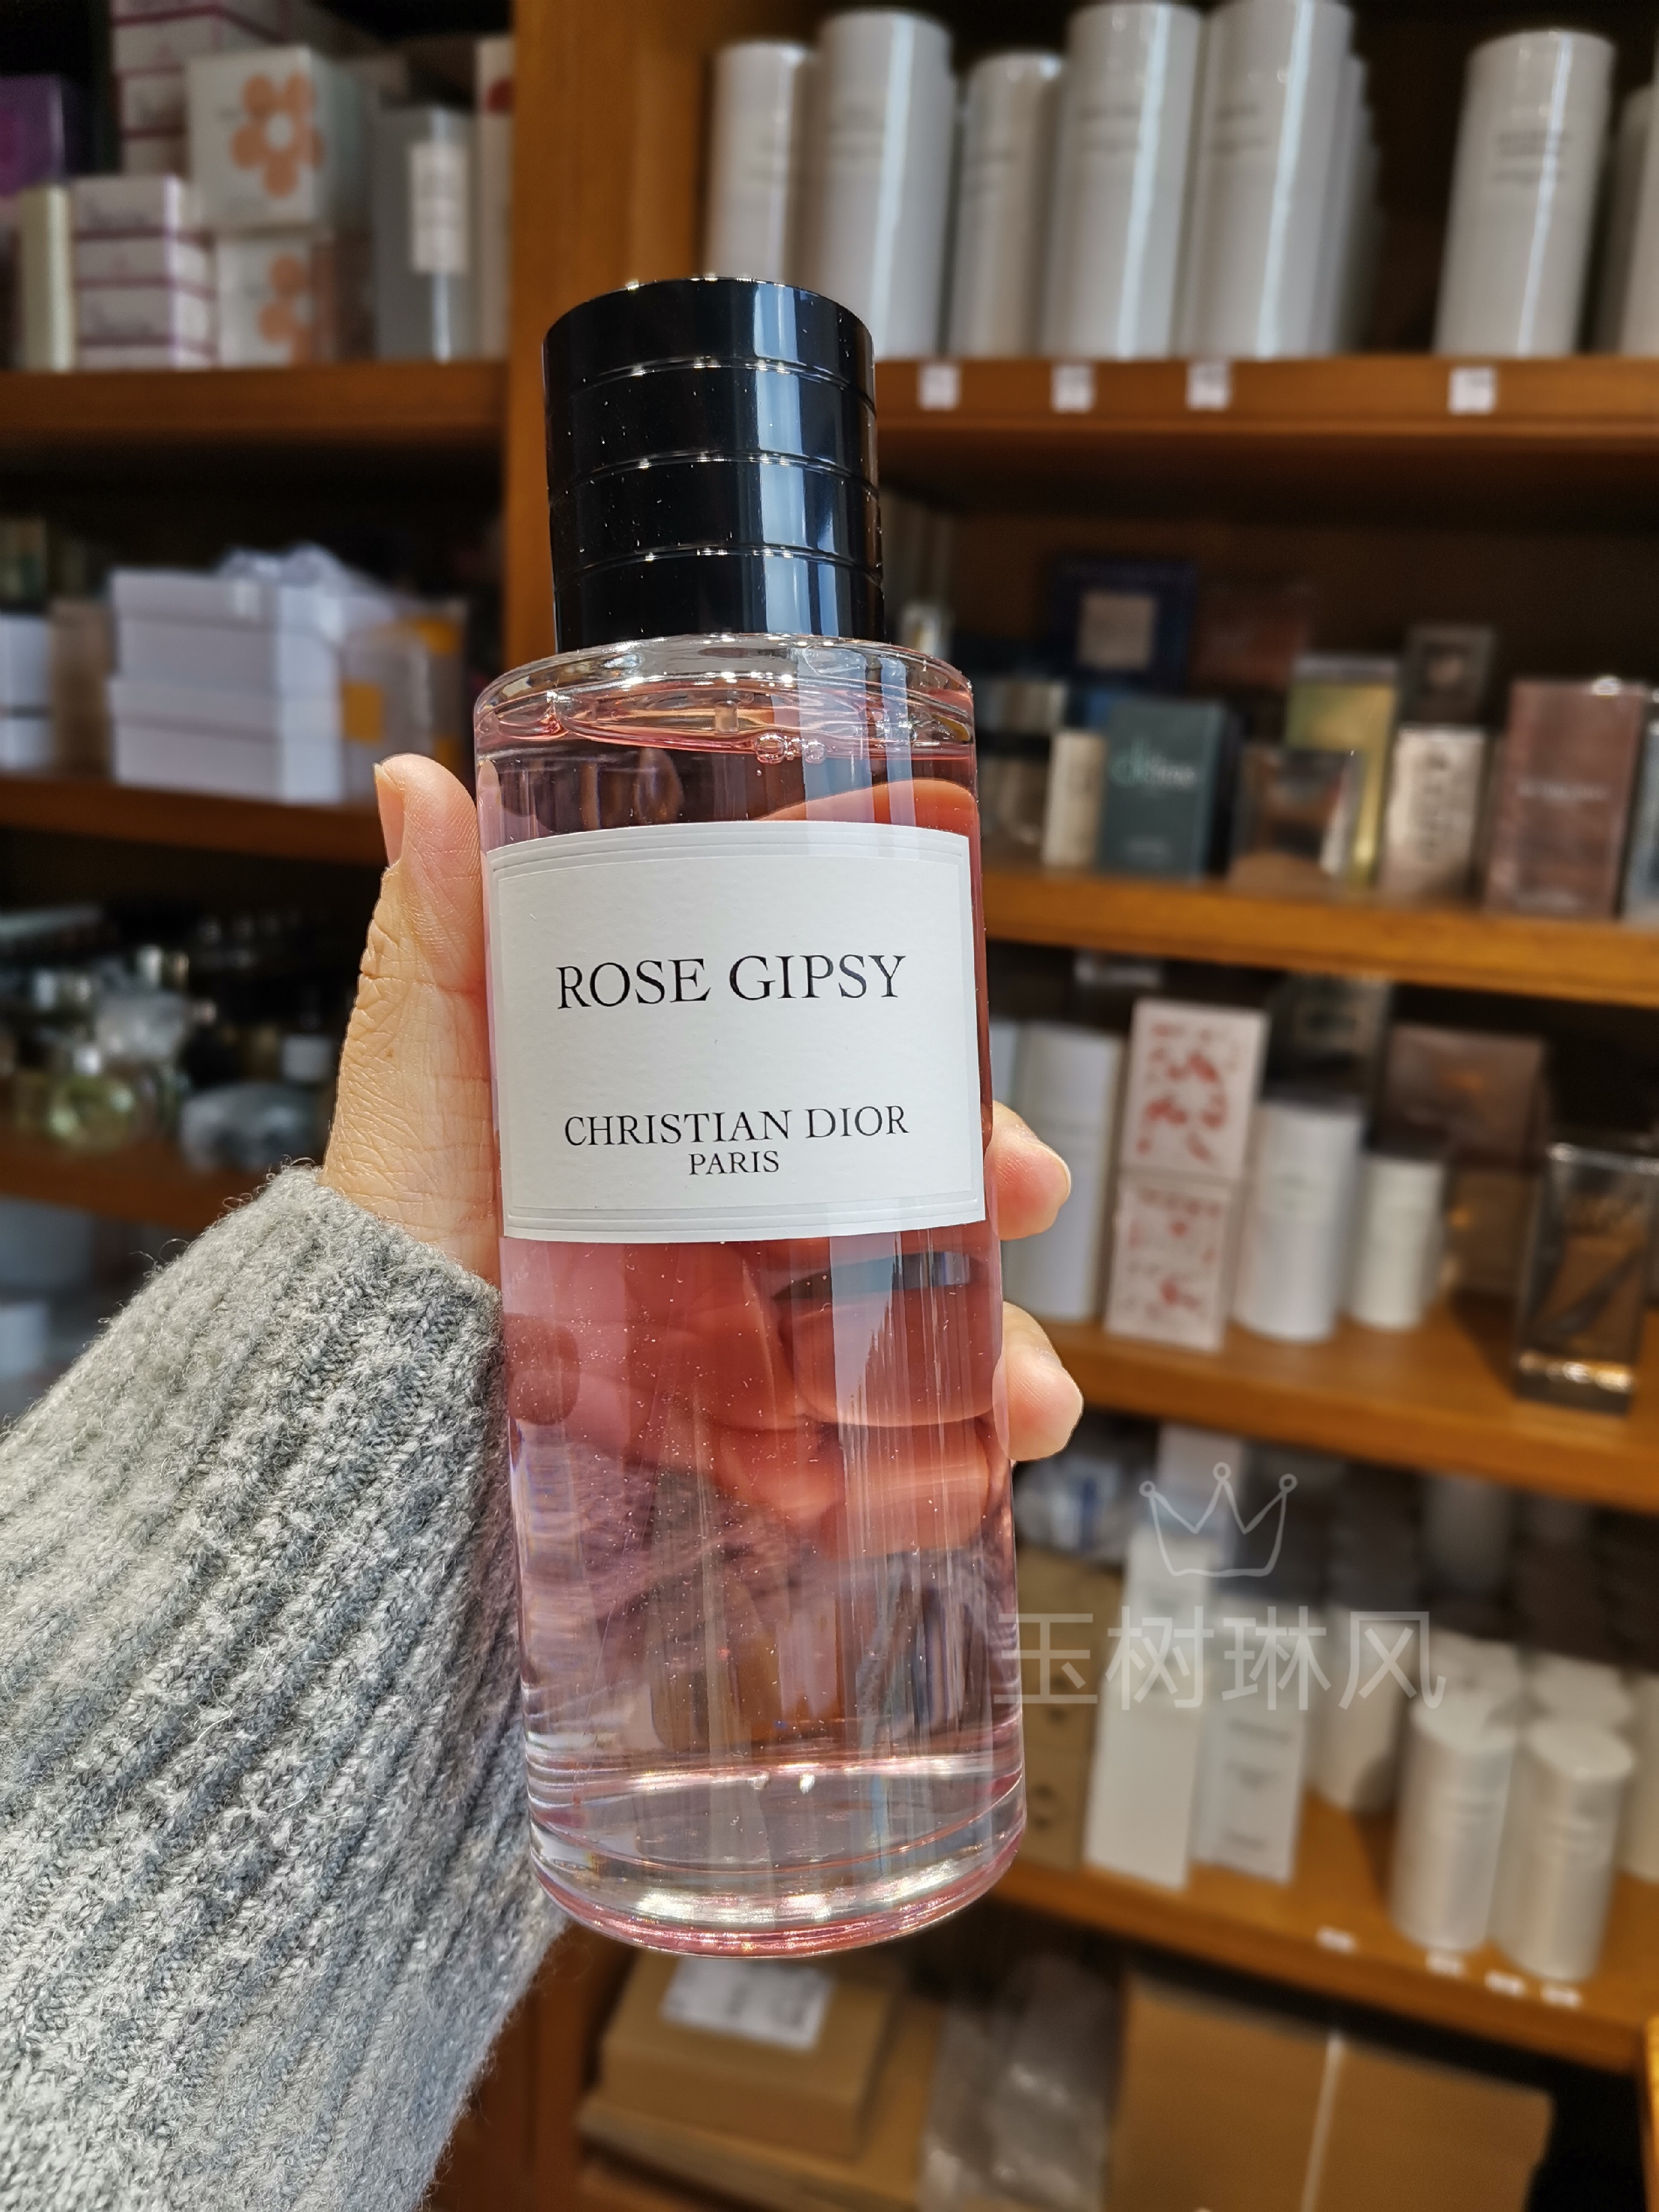 ROSE GIPSY
CHRISTIAN DIOR
PARIS
玉树琳风